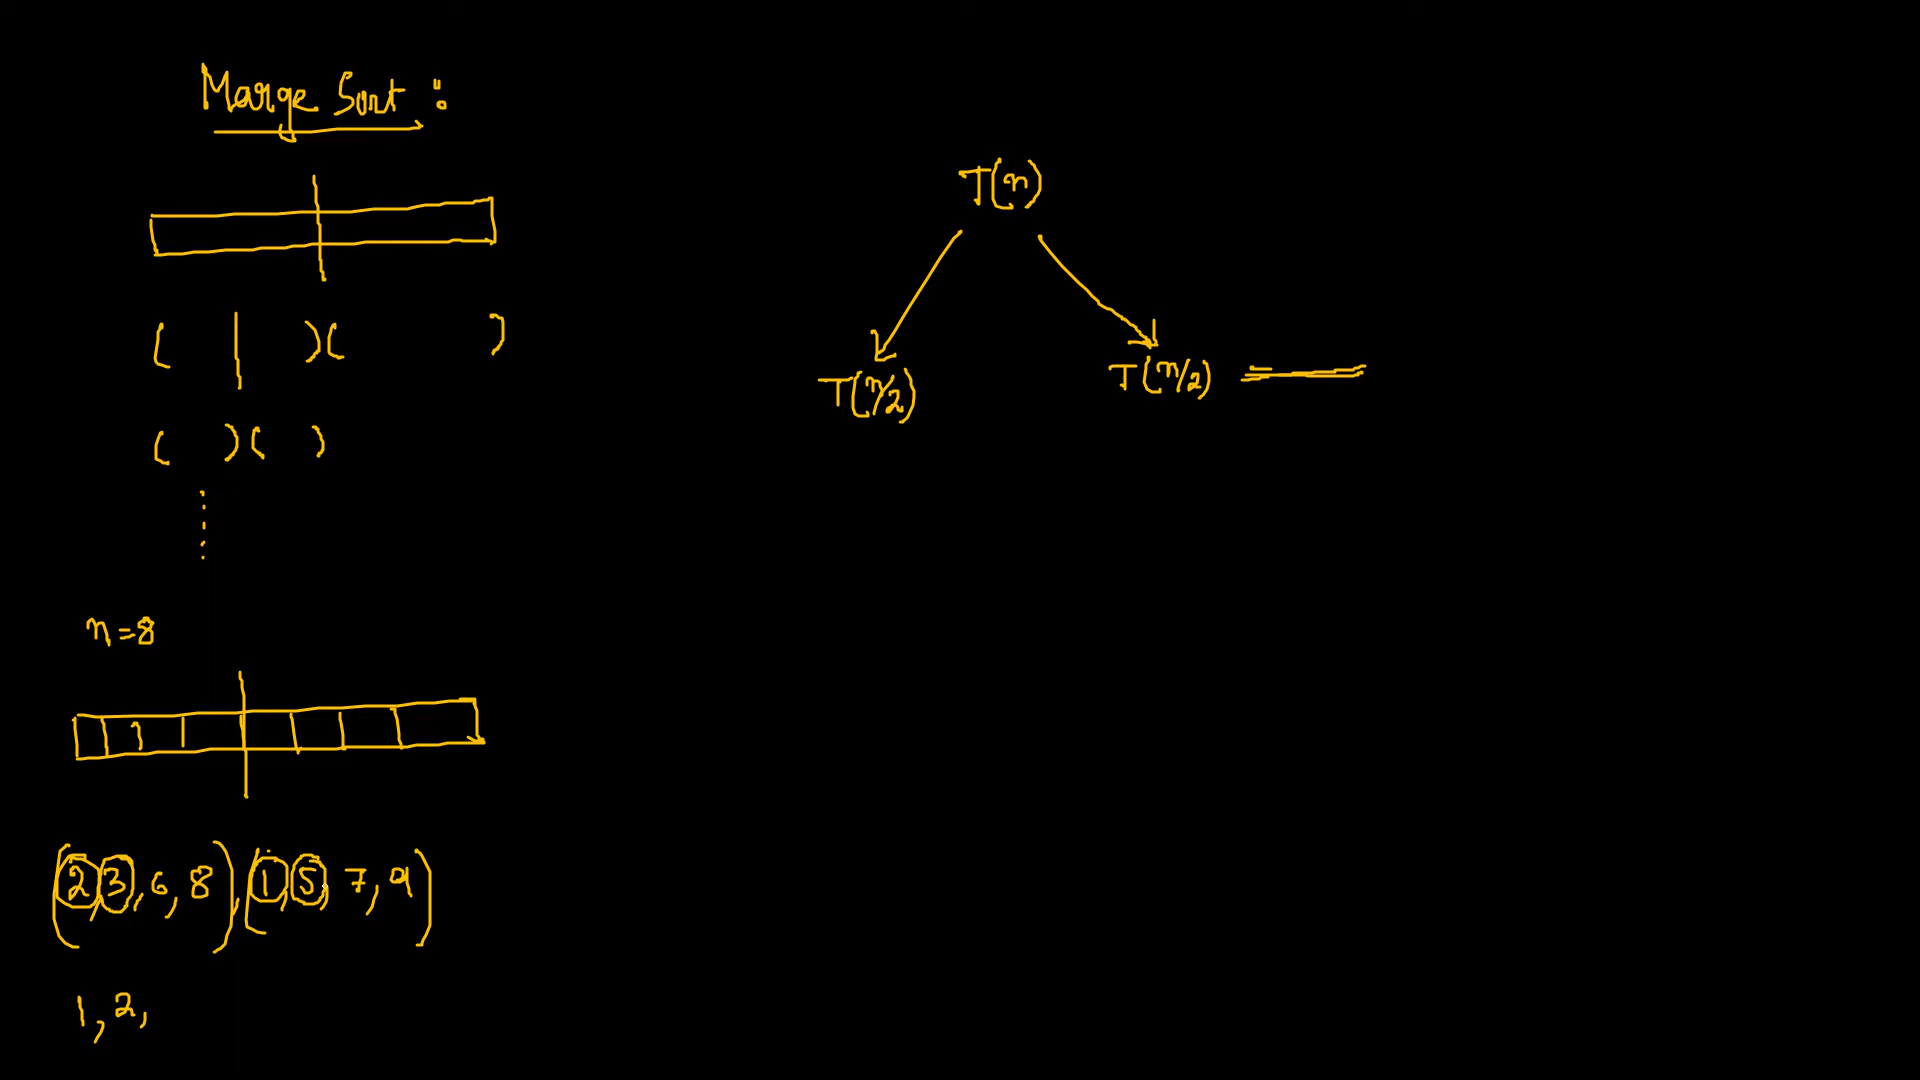 Marge Sort :
T(n)
T(n/2) T(n/2)
( | )( )
( )( )
n=8
(2, 3, 6, 8), (1, 5, 7, 9)
1, 2,